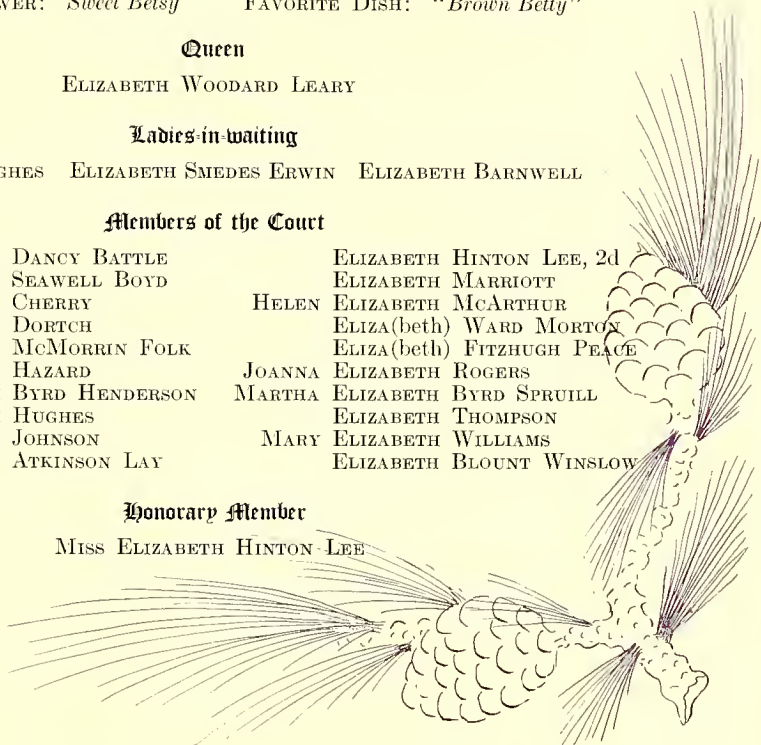 Sweet Betsy FAVORITE DISH: "Brown Betty"
Queen
ELIZABETH WOODARD LEARY
Ladies-in-waiting
ELIZABETH SMEDES ERWIN ELIZABETH BARNWELL
Members of the Court
DANCY BATTLE ELIZABETH HINTON LEE, 2d
SEAWELL BOYD ELIZABETH MARRIOTT
CHERRY HELEN ELIZABETH MCARTHUR
DORTCH ELIZA(beth) WARD MORTON
MCMORRIN FOLK ELIZA(beth) FITZHUGH PEACE
HAZARD JOANNA ELIZABETH ROGERS
BYRD HENDERSON MARTHA ELIZABETH BYRD SPRUILL
HUGHES ELIZABETH THOMPSON
JOHNSON MARY ELIZABETH WILLIAMS
ATKINSON LAY ELIZABETH BLOUNT WINSLOW
Honorary Member
MISS ELIZABETH HINTON LEE